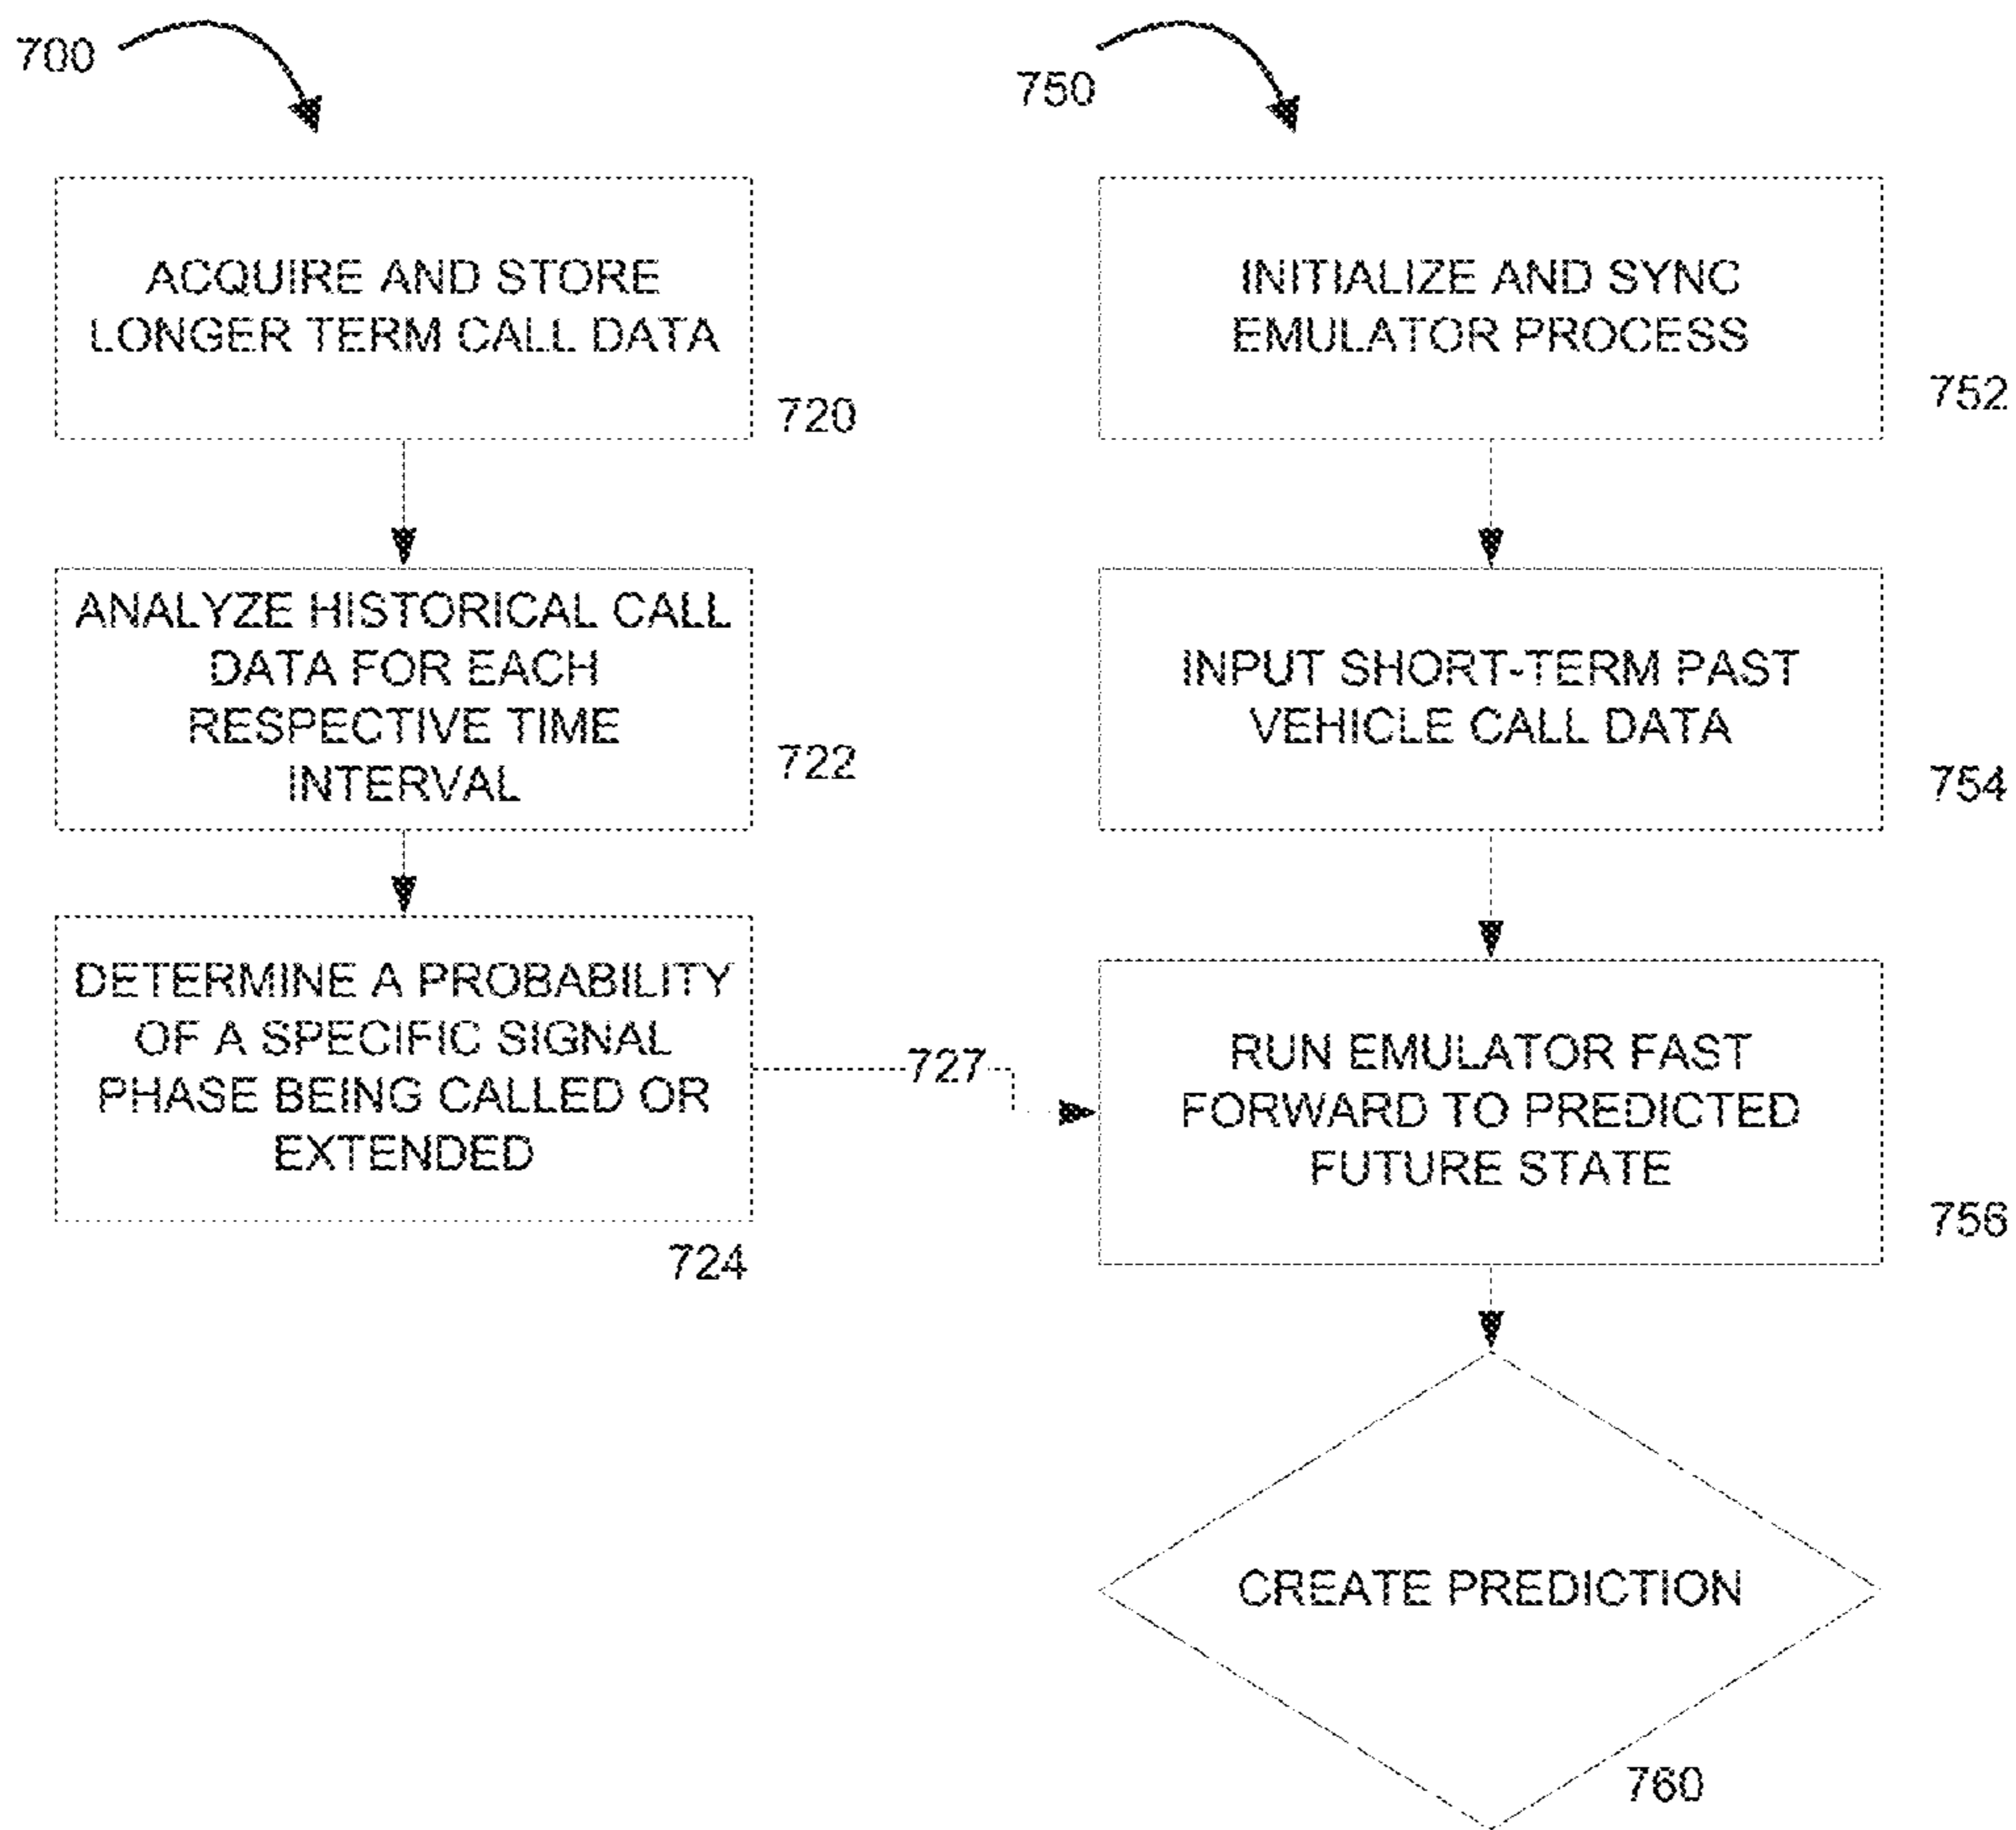 700
ACQUIRE AND STORE
LONGER TERM CALL DATA
720
ANALYZE HISTORICAL CALL
DATA FOR EACH
RESPECTIVE TIME
INTERVAL
722
DETERMINE A PROBABILITY
OF A SPECIFIC SIGNAL
PHASE BEING CALLED OR
EXTENDED
724
727
750
INITIALIZE AND SYNC
EMULATOR PROCESS
752
INPUT SHORT-TERM PAST
VEHICLE CALL DATA
754
RUN EMULATOR FAST
FORWARD TO PREDICTED
FUTURE STATE
756
CREATE PREDICTION
760